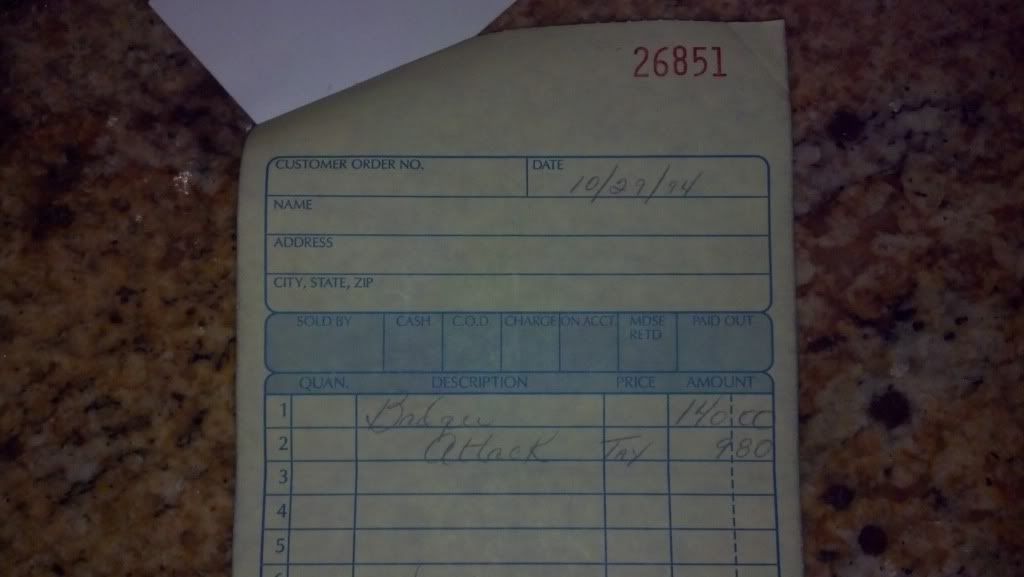 26851
CUSTOMER ORDER NO. DATE 10/29/94
NAME
ADDRESS
CITY, STATE, ZIP
SOLD BY CASH C.O.D. CHARGE ON ACCT. MDSE RETD PAID OUT
QUAN. DESCRIPTION PRICE AMOUNT
1 Badger 140.00
2 Attack TAX 9 80
3
4
5